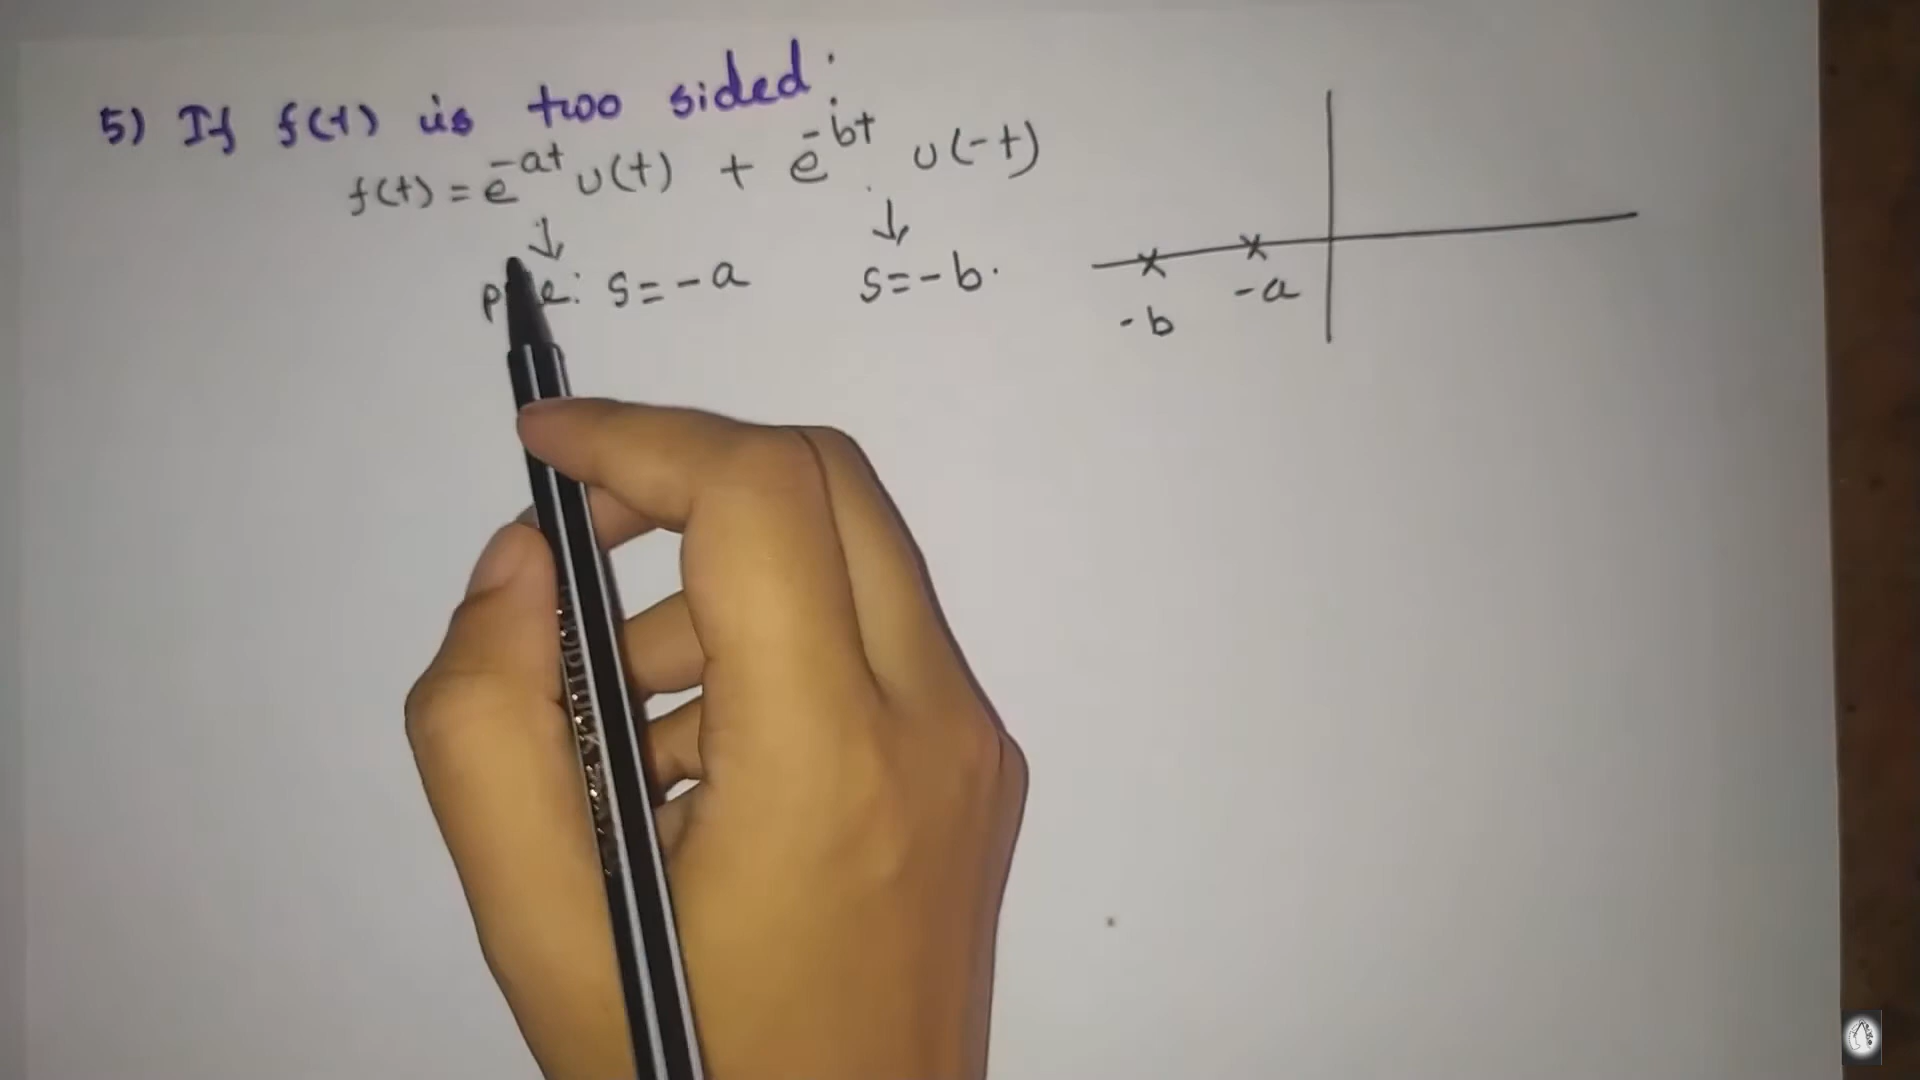 5) If f(t) is two sided:
f(t) = e^-at u(t) + e^-bt u(-t)
↓ ↓
s=-a s=-b.
-a
-b